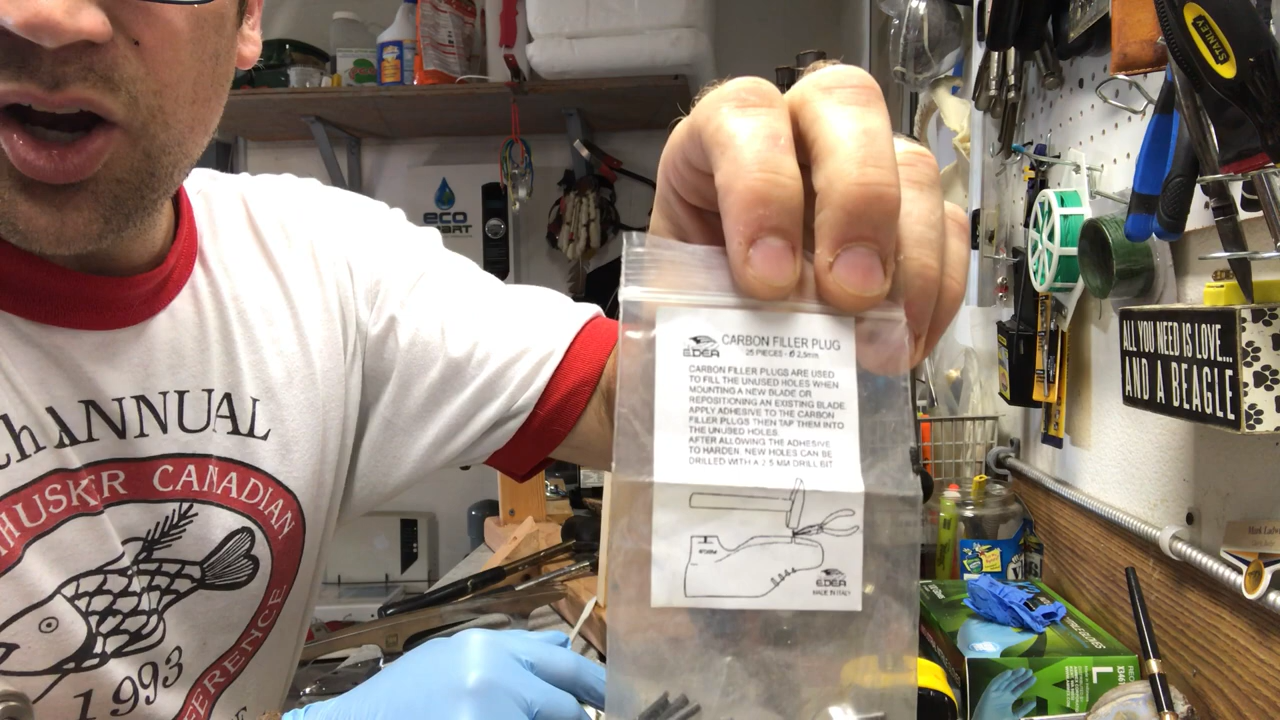 CARBON FILLER PLUG
EDEA
25 PIECES - Ø 2,5mm
CARBON FILLER PLUGS ARE USED
TO FILL THE UNUSED HOLES WHEN
MOUNTING A NEW BLADE OR
REPOSITIONING AN EXISTING BLADE
APPLY ADHESIVE TO THE CARBON
FILLER PLUGS THEN TAP THEM INTO
THE UNUSED HOLES.
AFTER ALLOWING THE ADHESIVE
TO HARDEN NEW HOLES CAN BE
DRILLED WITH A 2.5 MM DRILL BIT
EDEA
MADE IN ITALY
ANNUAL
HUSKER CANADIAN
1993
ECO
STANLEY
ALL YOU NEED IS LOVE...
AND A BEAGLE
L